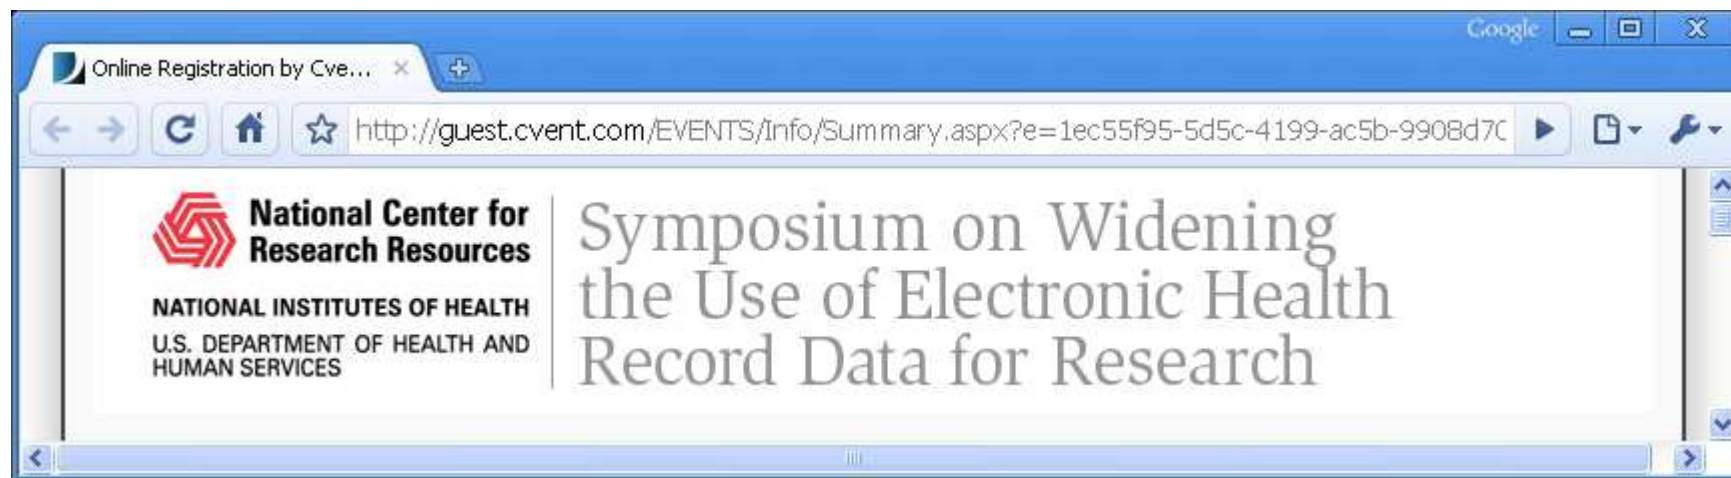 Google
Online Registration by Cve...
http://guest.cvent.com/EVENTS/Info/Summary.aspx?e=1ec55f95-5d5c-4199-ac5b-9908d70
National Center for
Research Resources
NATIONAL INSTITUTES OF HEALTH
U.S. DEPARTMENT OF HEALTH AND
HUMAN SERVICES
Symposium on Widening
the Use of Electronic Health
Record Data for Research